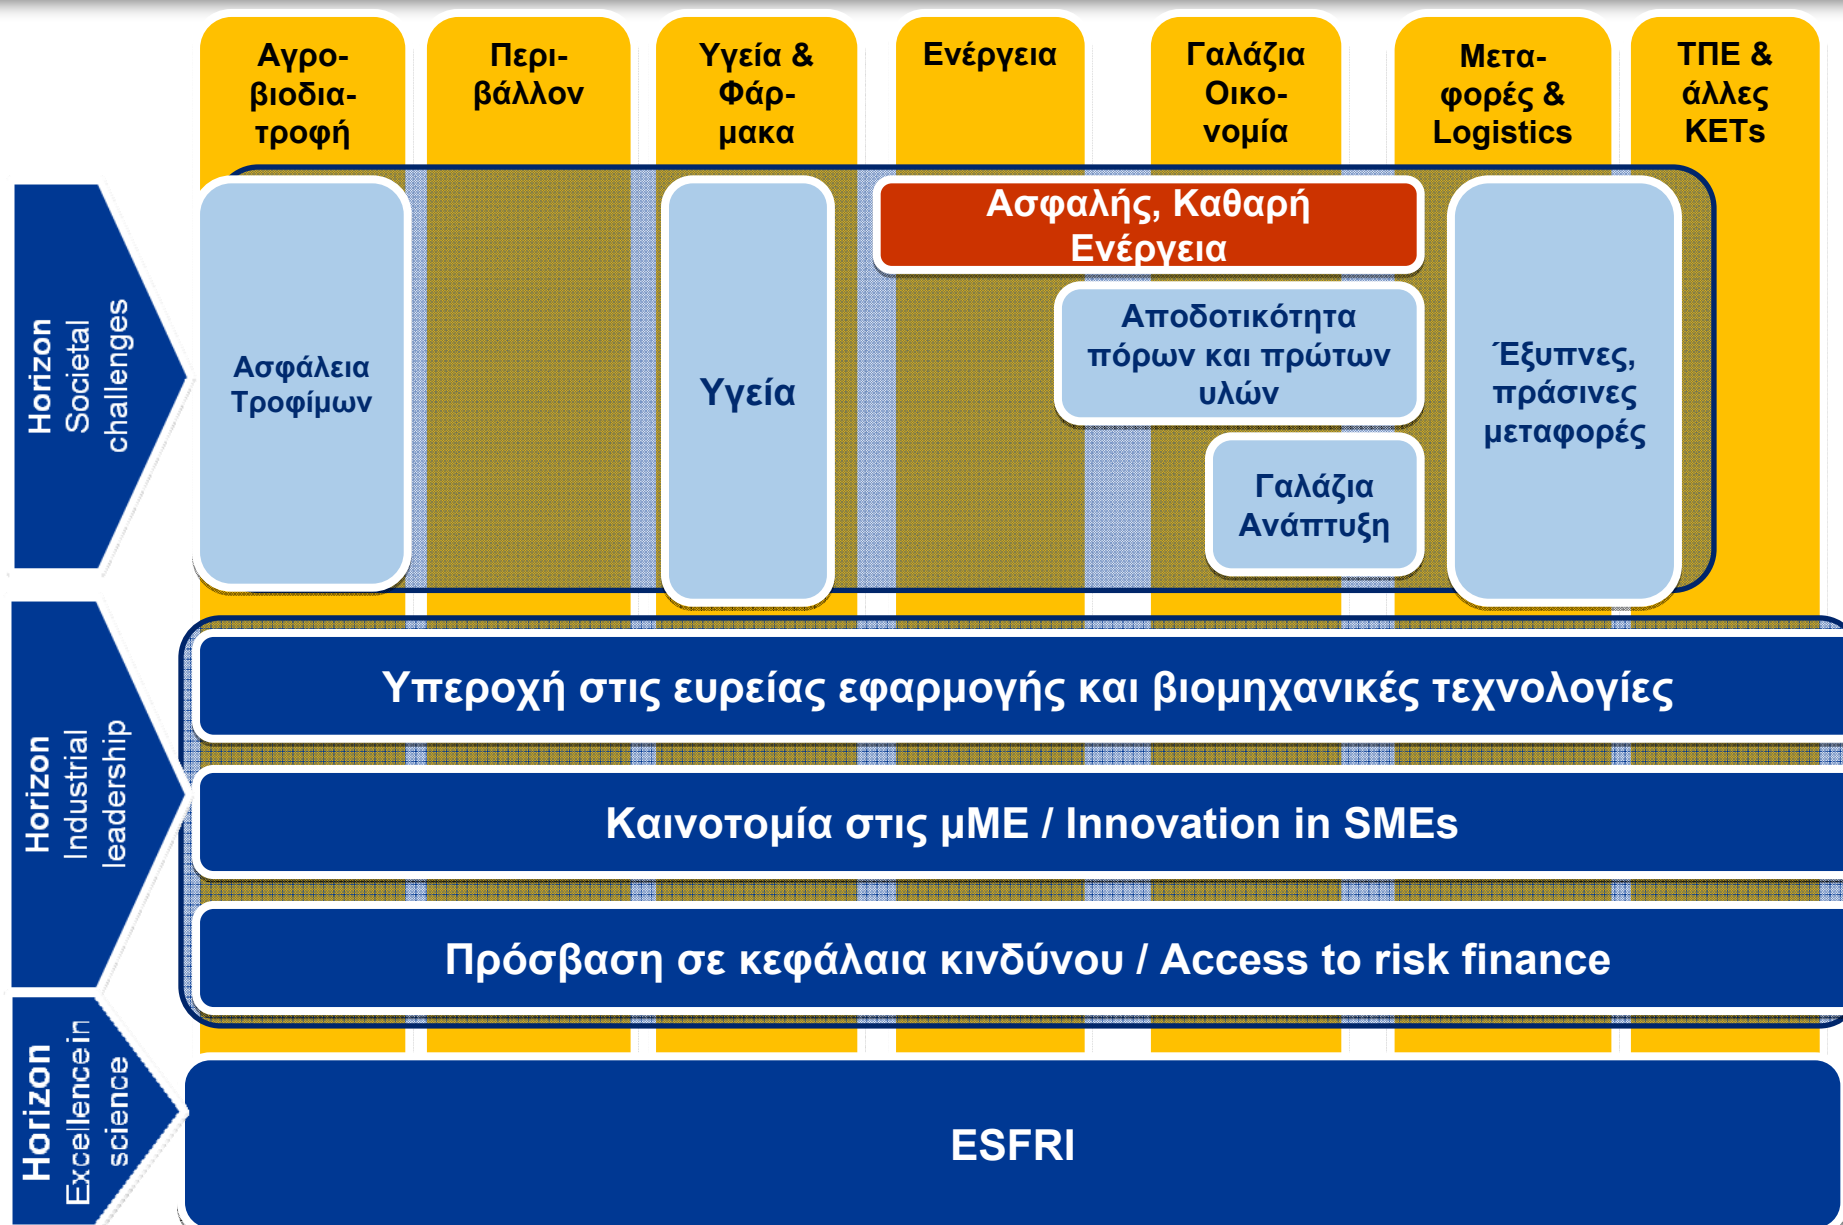 Αγρο-
βιοδια-
τροφή
Περι-
βάλλον
Υγεία &
Φάρ-
μακα
Ενέργεια
Γαλάζια
Οικο-
νομία
Μετα-
φορές &
Logistics
ΤΠΕ &
άλλες
KETs
Horizon
Societal
challenges
Ασφάλεια
Τροφίμων
Υγεία
Ασφαλής, Καθαρή
Ενέργεια
Αποδοτικότητα
πόρων και πρώτων
υλών
Γαλάζια
Ανάπτυξη
Έξυπνες,
πράσινες
μεταφορές
Horizon
Industrial
leadership
Υπεροχή στις ευρείας εφαρμογής και βιομηχανικές τεχνολογίες
Καινοτομία στις μΜΕ / Innovation in SMEs
Πρόσβαση σε κεφάλαια κινδύνου / Access to risk finance
Horizon
Excellence in
science
ESFRI